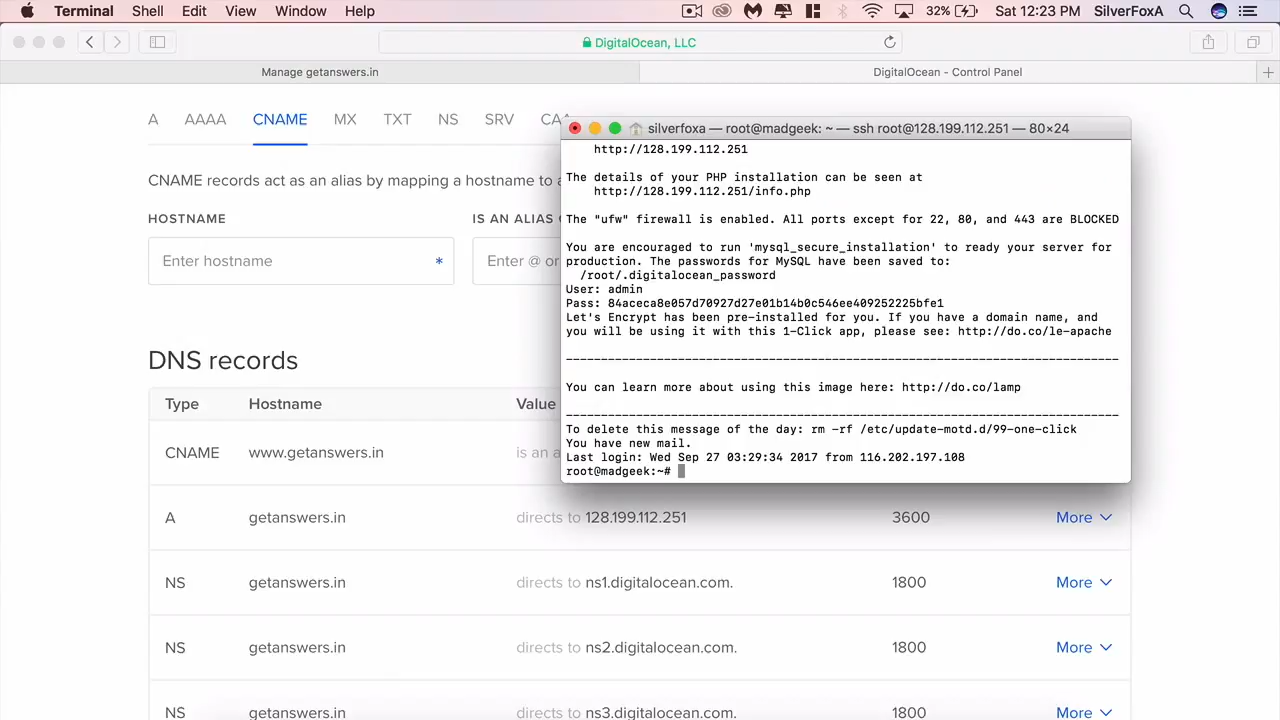 Terminal Shell Edit View Window Help 32% Sat 12:23 PM SilverFoxA
DigitalOcean, LLC
Manage getanswers.in DigitalOcean - Control Panel
A AAAA CNAME MX TXT NS SRV CAA
CNAME records act as an alias by mapping a hostname to a
HOSTNAME IS AN ALIAS
Enter hostname * Enter @ or
silverfoxa — root@madgeek: ~ — ssh root@128.199.112.251 — 80×24
http://128.199.112.251
The details of your PHP installation can be seen at
http://128.199.112.251/info.php
The "ufw" firewall is enabled. All ports except for 22, 80, and 443 are BLOCKED
You are encouraged to run 'mysql_secure_installation' to ready your server for
production. The passwords for MySQL have been saved to:
/root/.digitalocean_password
User: admin
Pass: 84aceca8e057d70927d27e01b14b0c546ee409252225bfe1
Let's Encrypt has been pre-installed for you. If you have a domain name, and
you will be using it with this 1-Click app, please see: http://do.co/le-apache
--------------------------------------------------------------------------------
You can learn more about using this image here: http://do.co/lamp
--------------------------------------------------------------------------------
To delete this message of the day: rm -rf /etc/update-motd.d/99-one-click
You have new mail.
Last login: Wed Sep 27 03:29:34 2017 from 116.202.197.108
root@madgeek:~#
DNS records
Type Hostname Value
CNAME www.getanswers.in is an a
A getanswers.in directs to 128.199.112.251 3600 More
NS getanswers.in directs to ns1.digitalocean.com. 1800 More
NS getanswers.in directs to ns2.digitalocean.com. 1800 More
NS getanswers.in directs to ns3.digitalocean.com. 1800 More